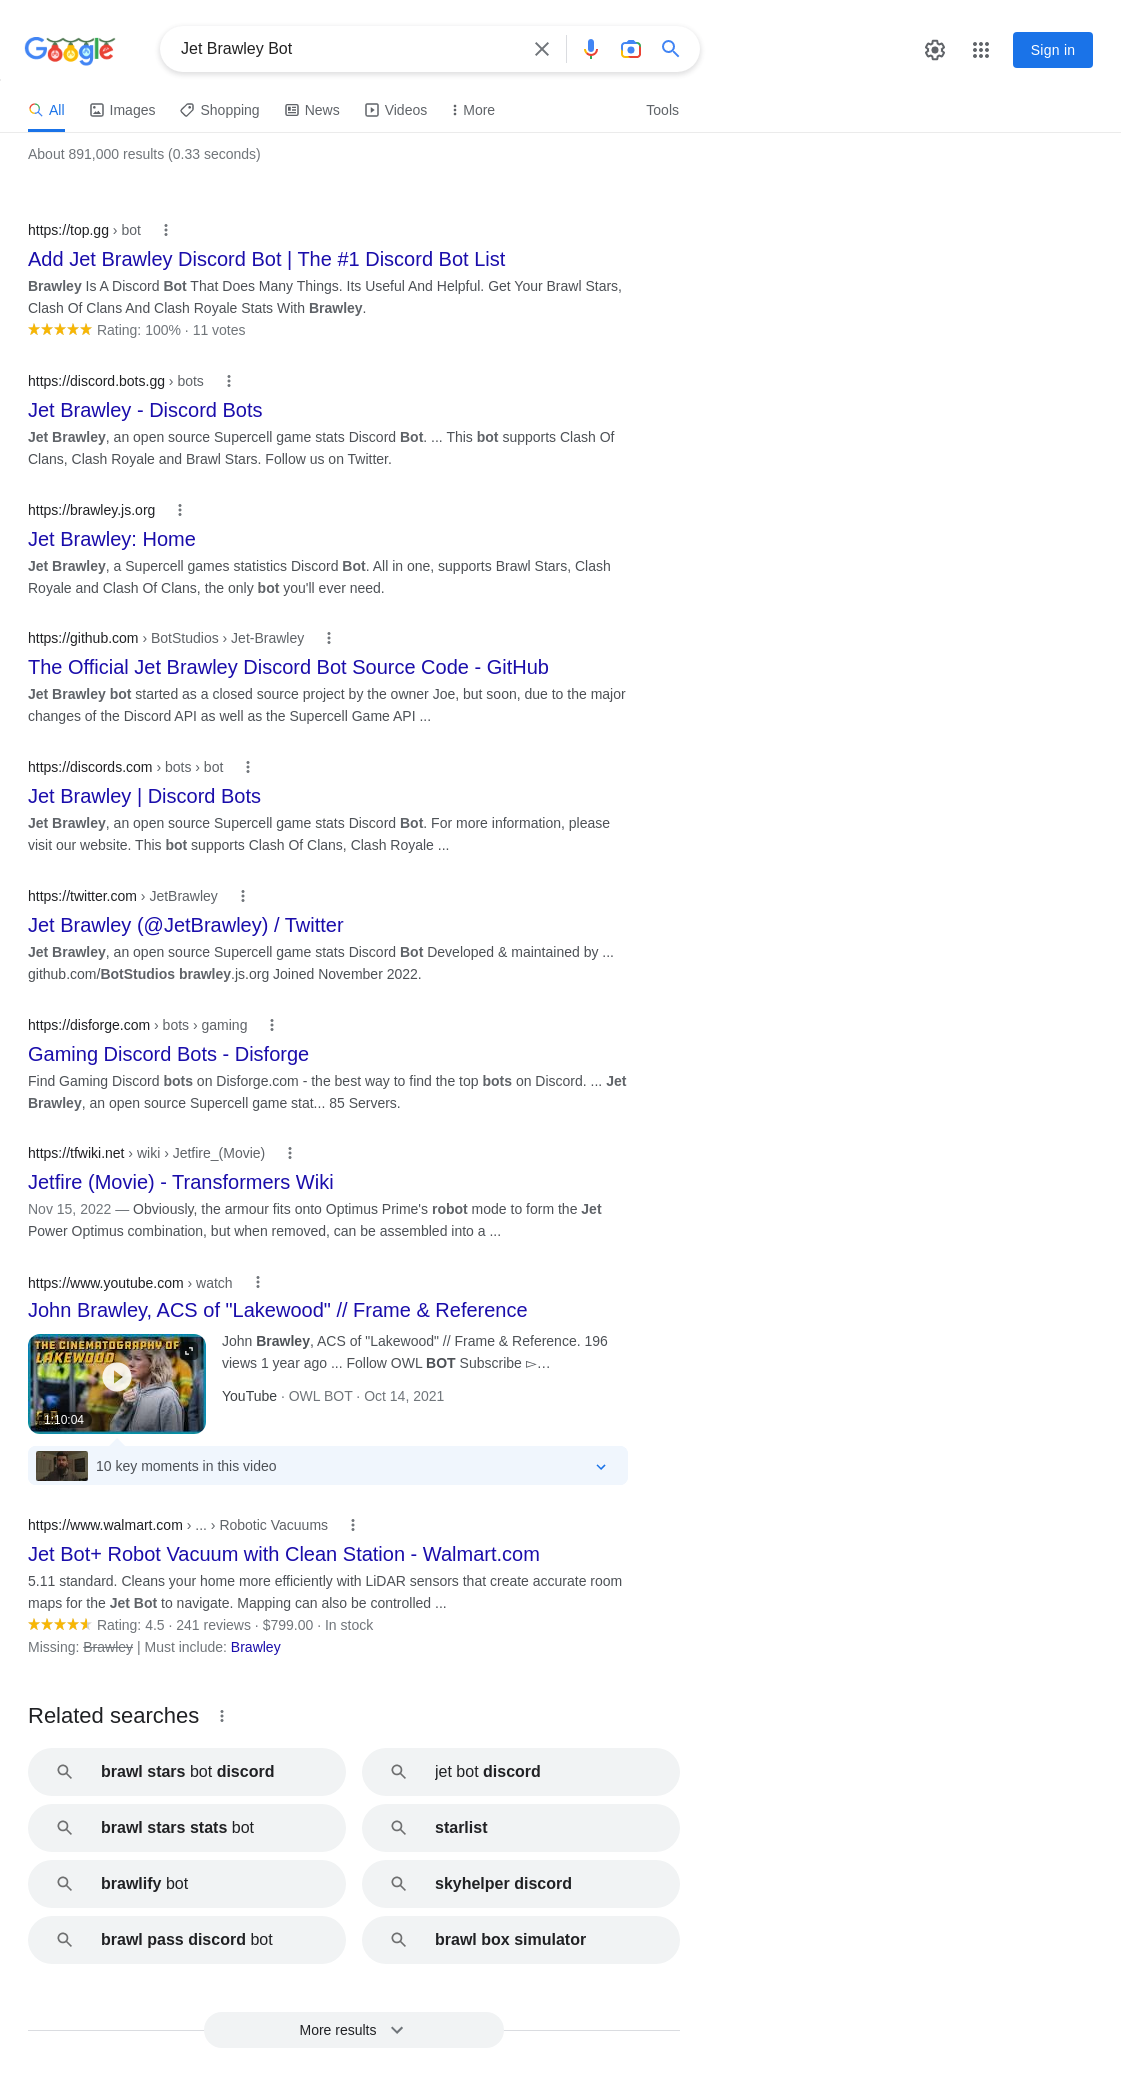 Google
Jet Brawley Bot
Sign in
All Images Shopping News Videos More Tools
About 891,000 results (0.33 seconds)
https://top.gg › bot
Add Jet Brawley Discord Bot | The #1 Discord Bot List
Brawley Is A Discord Bot That Does Many Things. Its Useful And Helpful. Get Your Brawl Stars,
Clash Of Clans And Clash Royale Stats With Brawley.
Rating: 100% · 11 votes
https://discord.bots.gg › bots
Jet Brawley - Discord Bots
Jet Brawley, an open source Supercell game stats Discord Bot. ... This bot supports Clash Of
Clans, Clash Royale and Brawl Stars. Follow us on Twitter.
https://brawley.js.org
Jet Brawley: Home
Jet Brawley, a Supercell games statistics Discord Bot. All in one, supports Brawl Stars, Clash
Royale and Clash Of Clans, the only bot you'll ever need.
https://github.com › BotStudios › Jet-Brawley
The Official Jet Brawley Discord Bot Source Code - GitHub
Jet Brawley bot started as a closed source project by the owner Joe, but soon, due to the major
changes of the Discord API as well as the Supercell Game API ...
https://discords.com › bots › bot
Jet Brawley | Discord Bots
Jet Brawley, an open source Supercell game stats Discord Bot. For more information, please
visit our website. This bot supports Clash Of Clans, Clash Royale ...
https://twitter.com › JetBrawley
Jet Brawley (@JetBrawley) / Twitter
Jet Brawley, an open source Supercell game stats Discord Bot Developed & maintained by ...
github.com/BotStudios brawley.js.org Joined November 2022.
https://disforge.com › bots › gaming
Gaming Discord Bots - Disforge
Find Gaming Discord bots on Disforge.com - the best way to find the top bots on Discord. ... Jet
Brawley, an open source Supercell game stat... 85 Servers.
https://tfwiki.net › wiki › Jetfire_(Movie)
Jetfire (Movie) - Transformers Wiki
Nov 15, 2022 — Obviously, the armour fits onto Optimus Prime's robot mode to form the Jet
Power Optimus combination, but when removed, can be assembled into a ...
https://www.youtube.com › watch
John Brawley, ACS of "Lakewood" // Frame & Reference
THE CINEMATOGRAPHY OF
LAKEWOOD
1:10:04
John Brawley, ACS of "Lakewood" // Frame & Reference. 196
views 1 year ago ... Follow OWL BOT Subscribe ▻…
YouTube · OWL BOT · Oct 14, 2021
10 key moments in this video
https://www.walmart.com › ... › Robotic Vacuums
Jet Bot+ Robot Vacuum with Clean Station - Walmart.com
5.11 standard. Cleans your home more efficiently with LiDAR sensors that create accurate room
maps for the Jet Bot to navigate. Mapping can also be controlled ...
Rating: 4.5 · 241 reviews · $799.00 · In stock
Missing: Brawley | Must include: Brawley
Related searches
brawl stars bot discord
jet bot discord
brawl stars stats bot
starlist
brawlify bot
skyhelper discord
brawl pass discord bot
brawl box simulator
More results